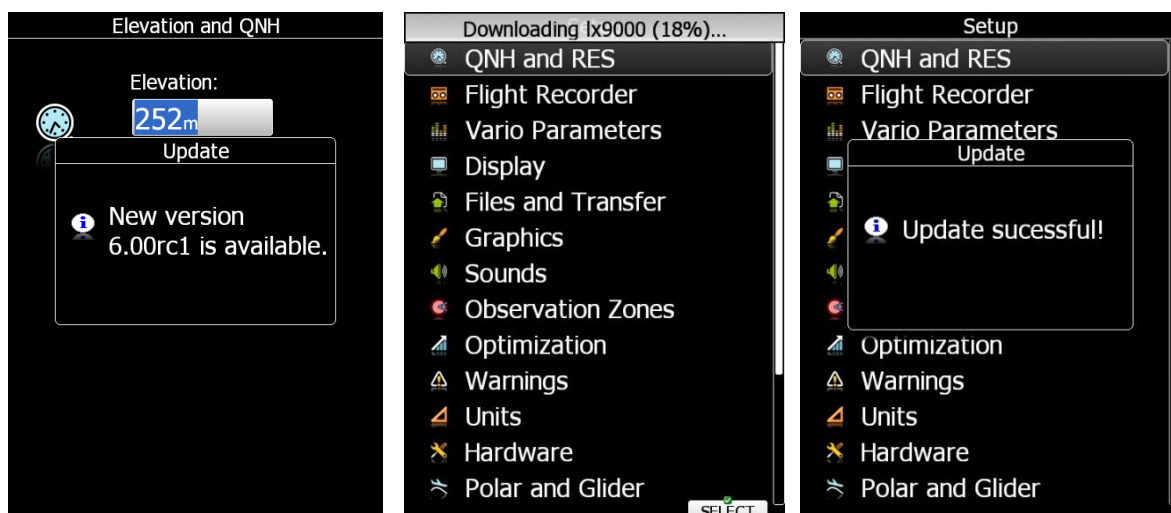 Elevation and QNH
Elevation:
252m
Update
New version
6.00rc1 is available.
Downloading lx9000 (18%)...
QNH and RES
Flight Recorder
Vario Parameters
Display
Files and Transfer
Graphics
Sounds
Observation Zones
Optimization
Warnings
Units
Hardware
Polar and Glider
SELECT
Setup
QNH and RES
Flight Recorder
Vario Parameters
Update
Update sucessful!
Optimization
Warnings
Units
Hardware
Polar and Glider